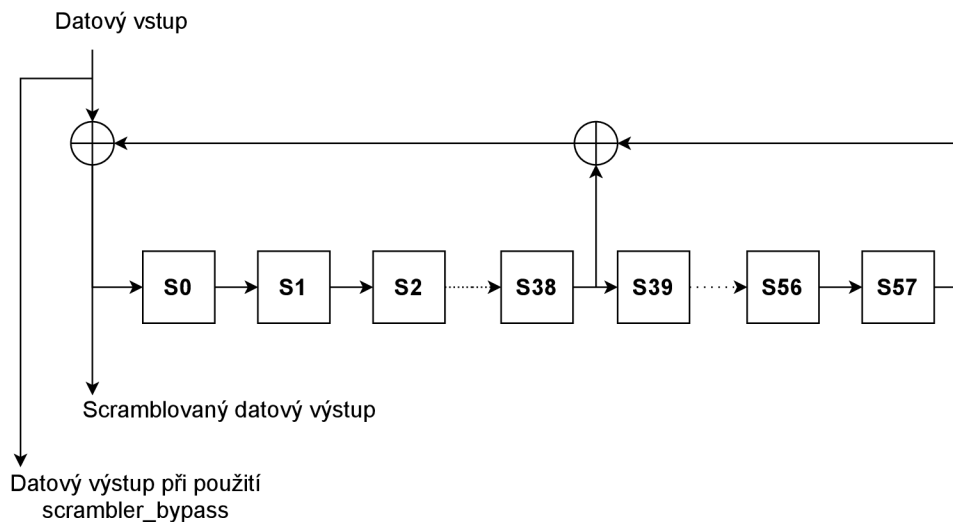 Datový vstup
S0
S1
S2
S38
S39
S56
S57
Scramblovaný datový výstup
Datový výstup při použití
scrambler_bypass